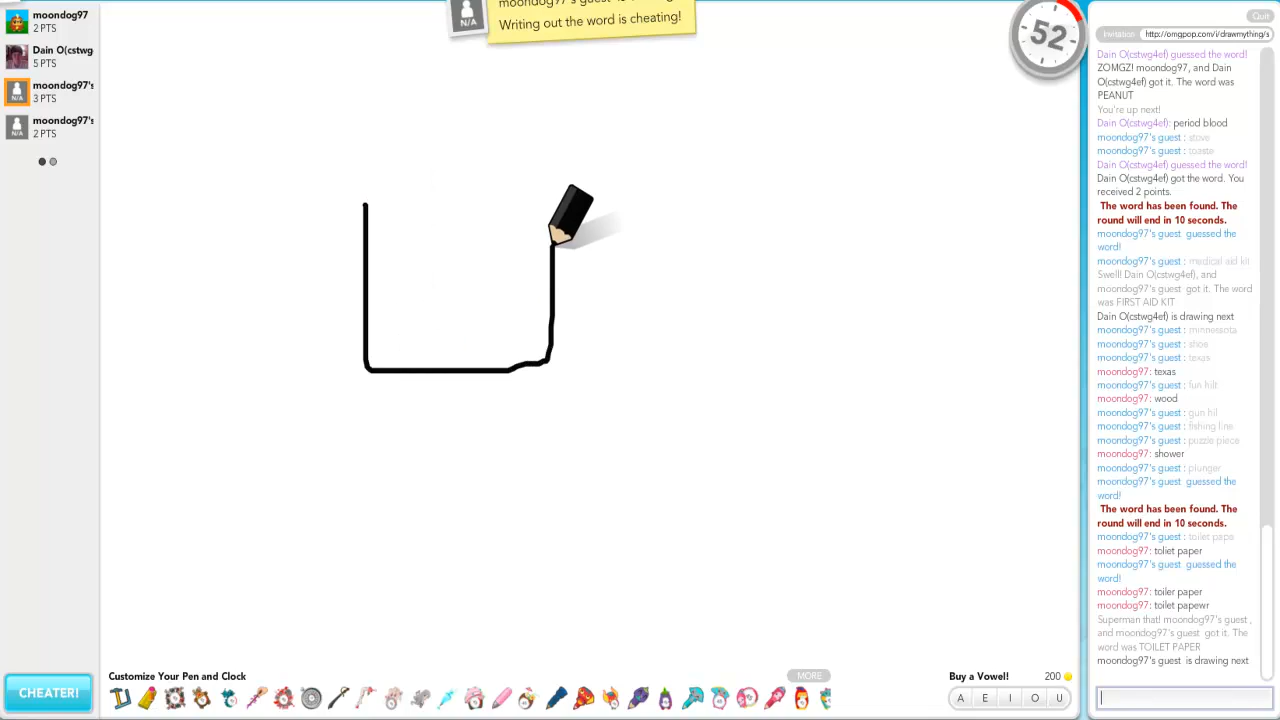 moondog97
2 PTS
Dain O(cstwg
5 PTS
moondog97's
3 PTS
moondog97's
2 PTS
CHEATER!
N/A
Writing out the word is cheating!
52
Customize Your Pen and Clock
MORE
Buy a Vowel!
200
A E I O U
Quit
Invitation http://omgpop.com/i/drawmything/s
Dain O(cstwg4ef) guessed the word!
ZOMGZ! moondog97, and Dain
O(cstwg4ef) got it. The word was
PEANUT
You're up next!
Dain O(cstwg4ef): period blood
moondog97's guest : stove
moondog97's guest : toaste
Dain O(cstwg4ef) guessed the word!
Dain O(cstwg4ef) got the word. You
received 2 points.
The word has been found. The
round will end in 10 seconds.
moondog97's guest guessed the
word!
moondog97's guest : medical aid kit
Swell! Dain O(cstwg4ef), and
moondog97's guest got it. The word
was FIRST AID KIT
Dain O(cstwg4ef) is drawing next
moondog97's guest : minnesota
moondog97's guest : shoe
moondog97's guest : texas
moondog97: texas
moondog97's guest : fun hilt
moondog97: wood
moondog97's guest : gun hil
moondog97's guest : fishing line
moondog97's guest : puzzle piece
moondog97: shower
moondog97's guest : plunger
moondog97's guest guessed the
word!
The word has been found. The
round will end in 10 seconds.
moondog97's guest : toilet pape
moondog97: toliet paper
moondog97's guest guessed the
word!
moondog97: toiler paper
moondog97: toilet papewr
Superman that! moondog97's guest ,
and moondog97's guest got it. The
word was TOILET PAPER
moondog97's guest is drawing next